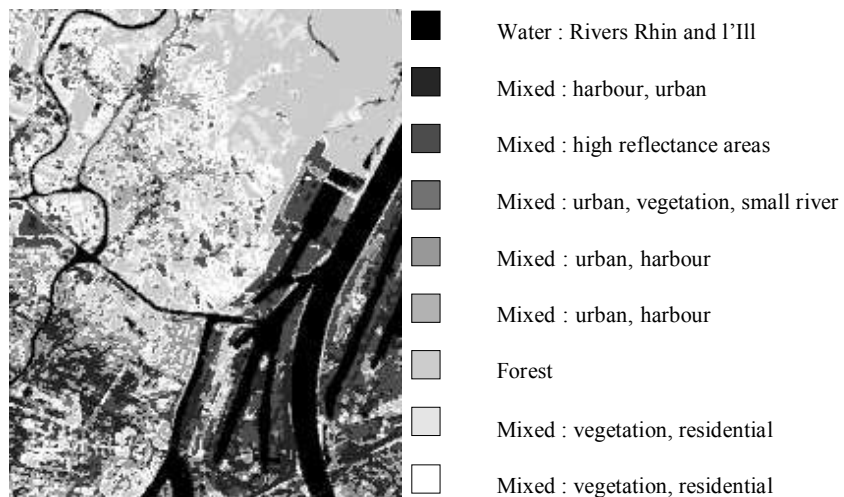 Water : Rivers Rhin and l'Ill
Mixed : harbour, urban
Mixed : high reflectance areas
Mixed : urban, vegetation, small river
Mixed : urban, harbour
Mixed : urban, harbour
Forest
Mixed : vegetation, residential
Mixed : vegetation, residential